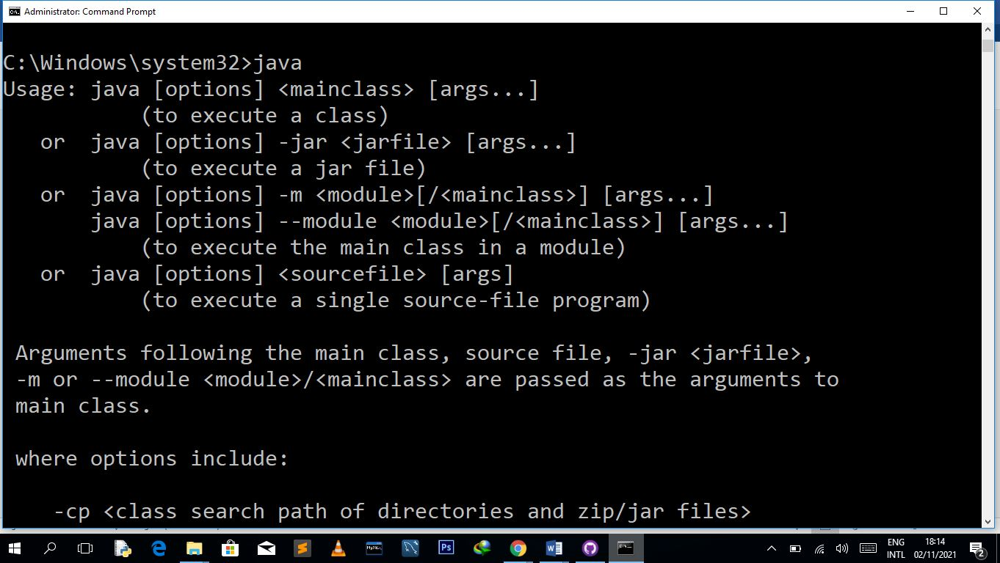 Administrator: Command Prompt
C:\Windows\system32>java
Usage: java [options] <mainclass> [args...]
(to execute a class)
or java [options] -jar <jarfile> [args...]
(to execute a jar file)
or java [options] -m <module>[/<mainclass>] [args...]
java [options] --module <module>[/<mainclass>] [args...]
(to execute the main class in a module)
or java [options] <sourcefile> [args]
(to execute a single source-file program)
Arguments following the main class, source file, -jar <jarfile>,
-m or --module <module>/<mainclass> are passed as the arguments to
main class.
where options include:
-cp <class search path of directories and zip/jar files>
ENG
INTL
18:14
02/11/2021
2